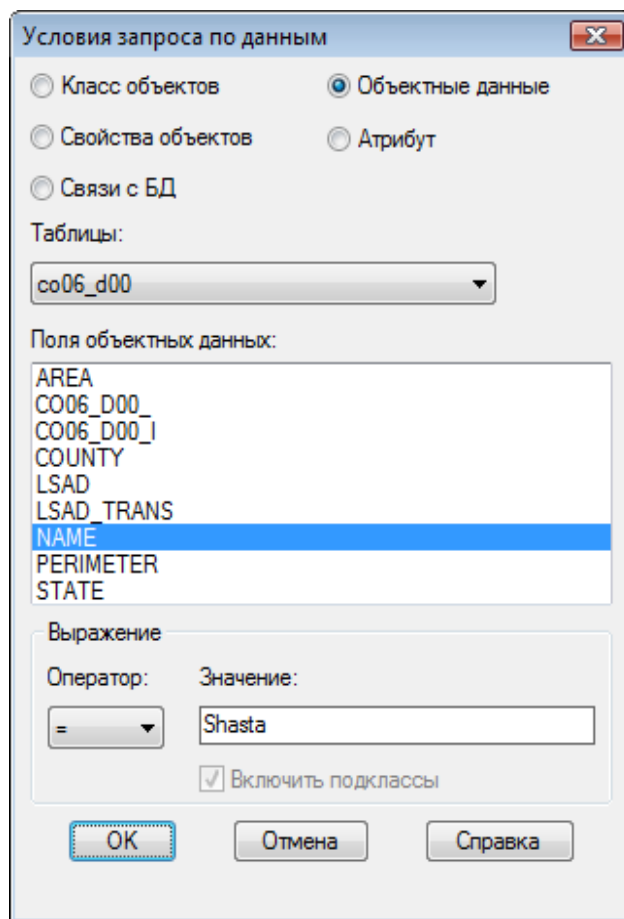 Условия запроса по данным
Класс объектов
Объектные данные
Свойства объектов
Атрибут
Связи с БД
Таблицы:
co06_d00
Поля объектных данных:
AREA
CO06_D00_
CO06_D00_I
COUNTY
LSAD
LSAD_TRANS
NAME
PERIMETER
STATE
Выражение
Оператор:
Значение:
=
Shasta
Включить подклассы
OK
Отмена
Справка